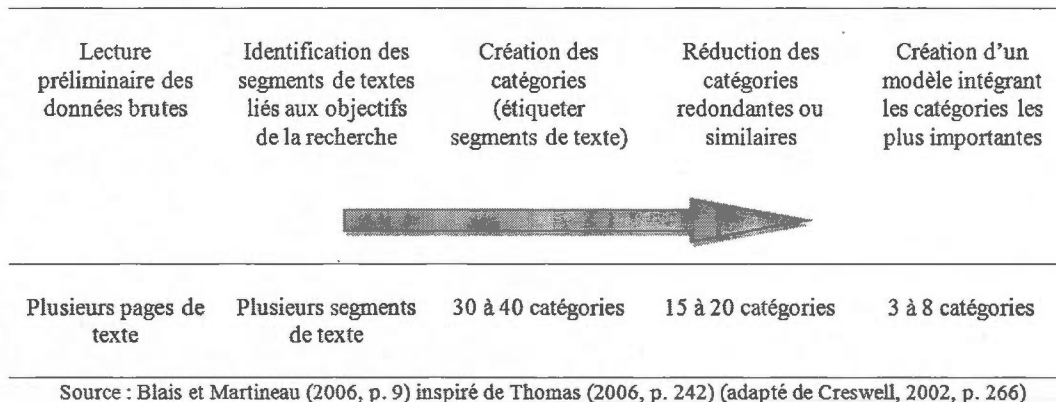 Lecture
préliminaire des
données brutes
Identification des
segments de textes
liés aux objectifs
de la recherche
Création des
catégories
(étiqueter
segments de texte)
Réduction des
catégories
redondantes ou
similaires
Création d'un
modèle intégrant
les catégories les
plus importantes
Plusieurs pages de
texte
Plusieurs segments
de texte
30 à 40 catégories
15 à 20 catégories
3 à 8 catégories
Source : Blais et Martineau (2006, p. 9) inspiré de Thomas (2006, p. 242) (adapté de Creswell, 2002, p. 266)